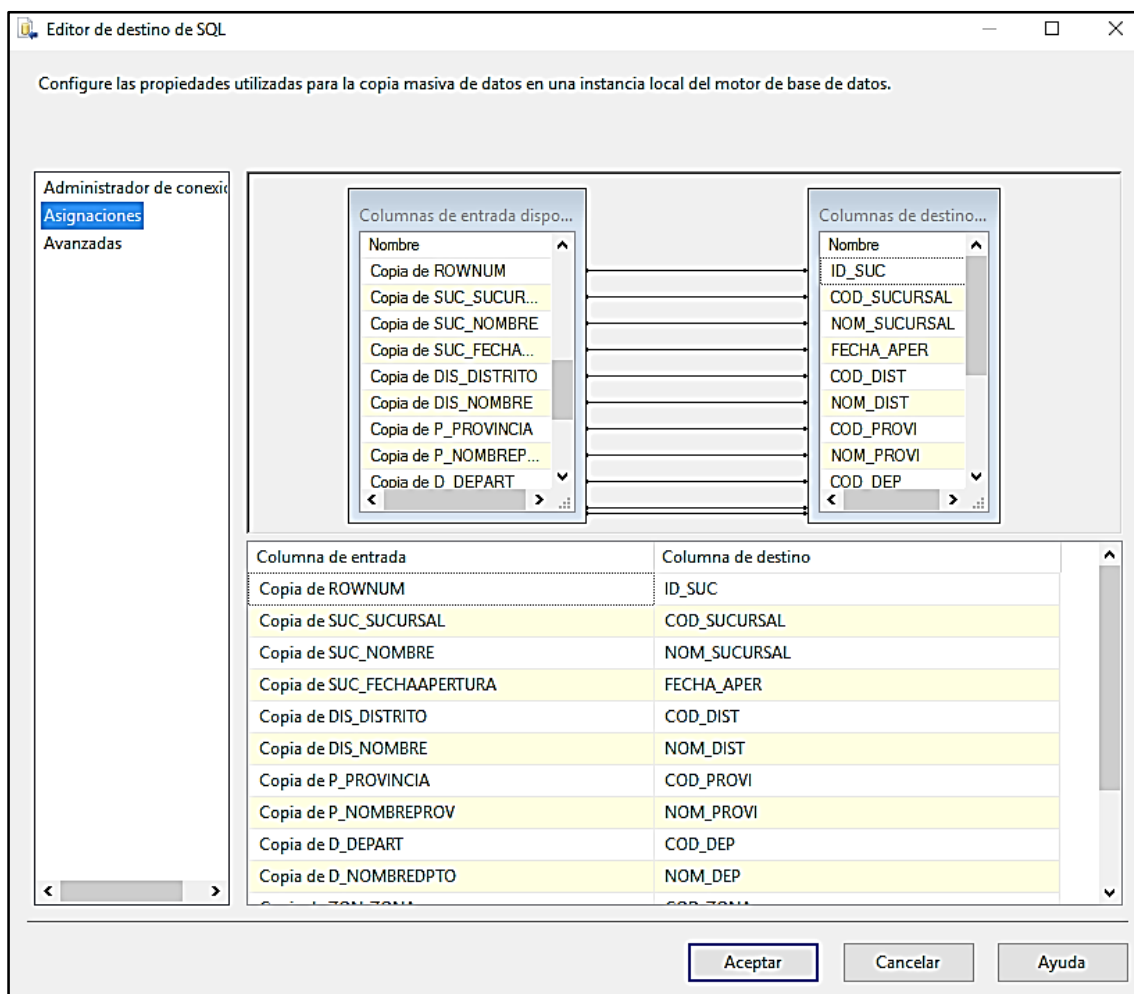 Editor de destino de SQL
Configure las propiedades utilizadas para la copia masiva de datos en una instancia local del motor de base de datos.
Administrador de conexi
Asignaciones
Avanzadas
Columnas de entrada dispo...
Nombre
Copia de ROWNUM
Copia de SUC_SUCUR...
Copia de SUC_NOMBRE
Copia de SUC_FECHA...
Copia de DIS_DISTRITO
Copia de DIS_NOMBRE
Copia de P_PROVINCIA
Copia de P_NOMBREP...
Copia de D_DEPART
Columnas de destino...
Nombre
ID_SUC
COD_SUCURSAL
NOM_SUCURSAL
FECHA_APER
COD_DIST
NOM_DIST
COD_PROVI
NOM_PROVI
COD_DEP
Columna de entrada Columna de destino
Copia de ROWNUM ID_SUC
Copia de SUC_SUCURSAL COD_SUCURSAL
Copia de SUC_NOMBRE NOM_SUCURSAL
Copia de SUC_FECHAAPERTURA FECHA_APER
Copia de DIS_DISTRITO COD_DIST
Copia de DIS_NOMBRE NOM_DIST
Copia de P_PROVINCIA COD_PROVI
Copia de P_NOMBREPROV NOM_PROVI
Copia de D_DEPART COD_DEP
Copia de D_NOMBREDPTO NOM_DEP
Aceptar Cancelar Ayuda